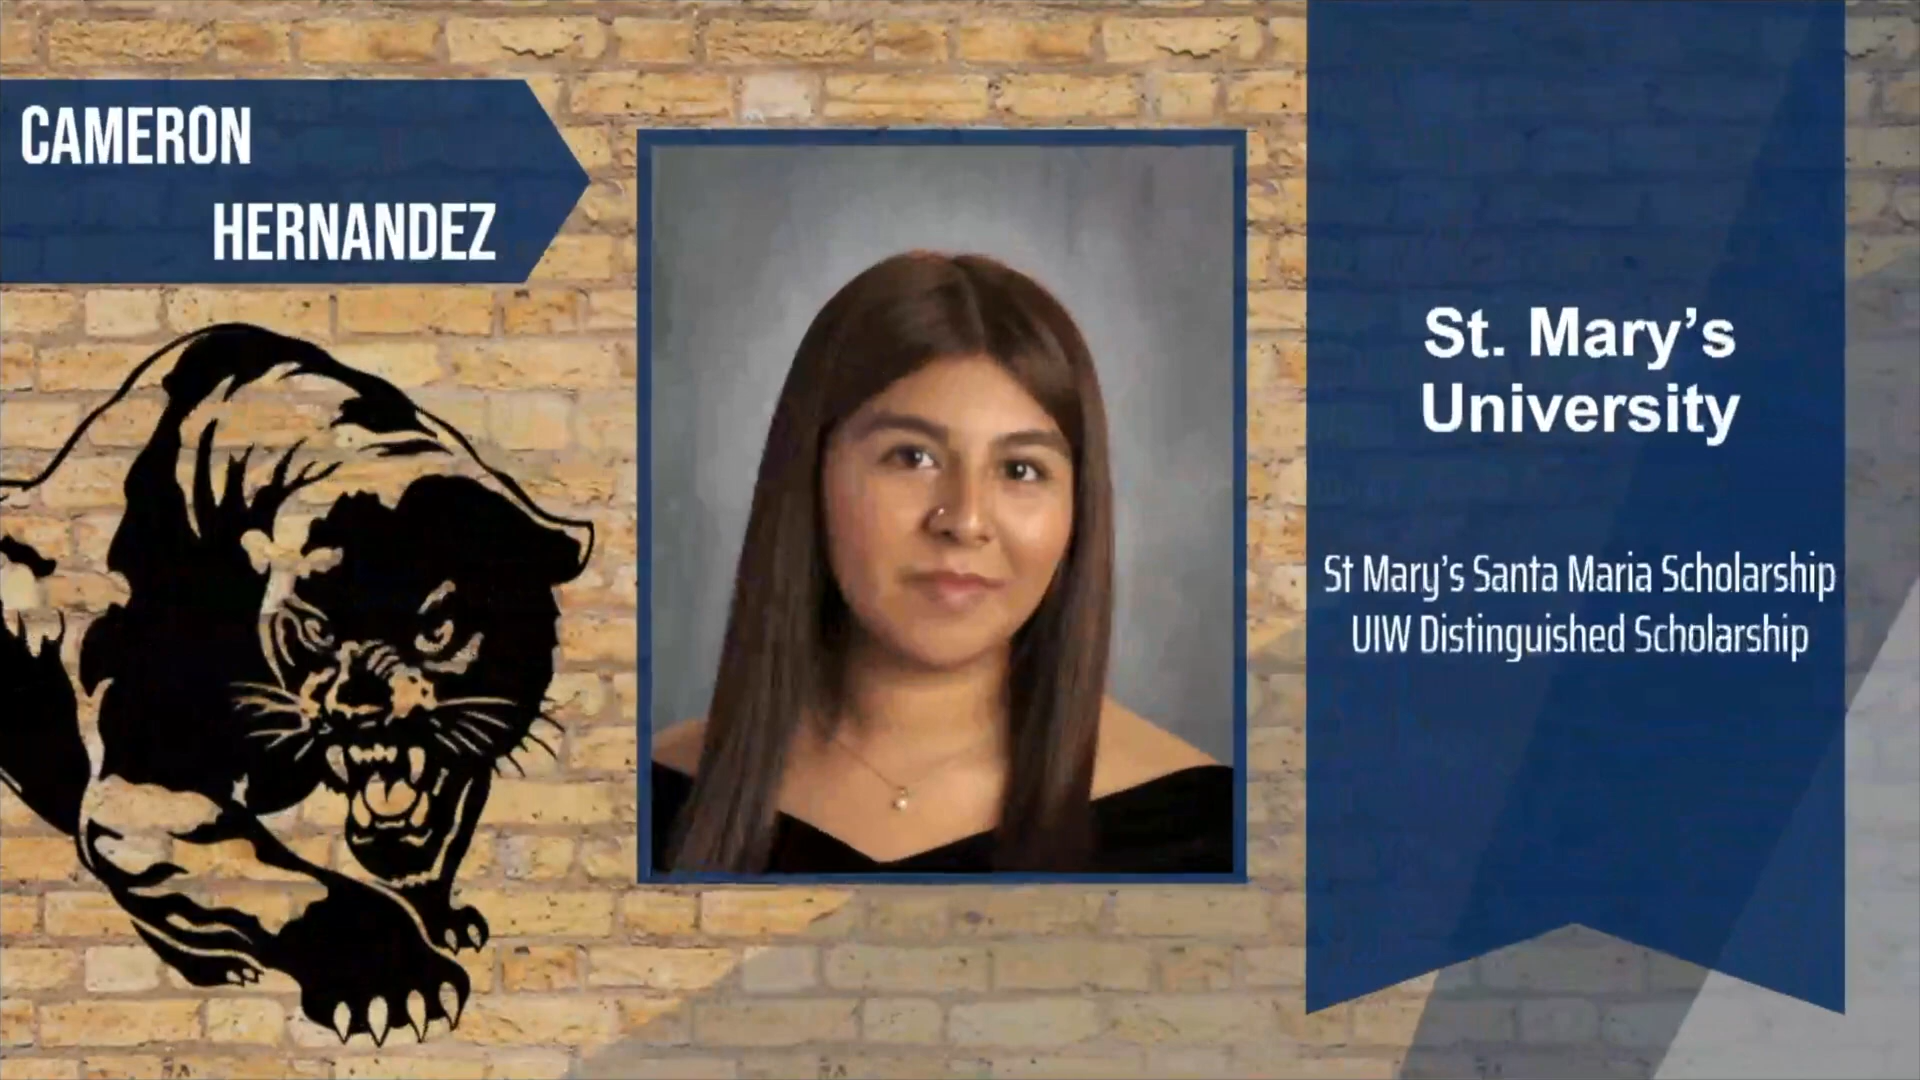 CAMERON
HERNANDEZ
St. Mary's
University
St Mary's Santa Maria Scholarship
UIW Distinguished Scholarship